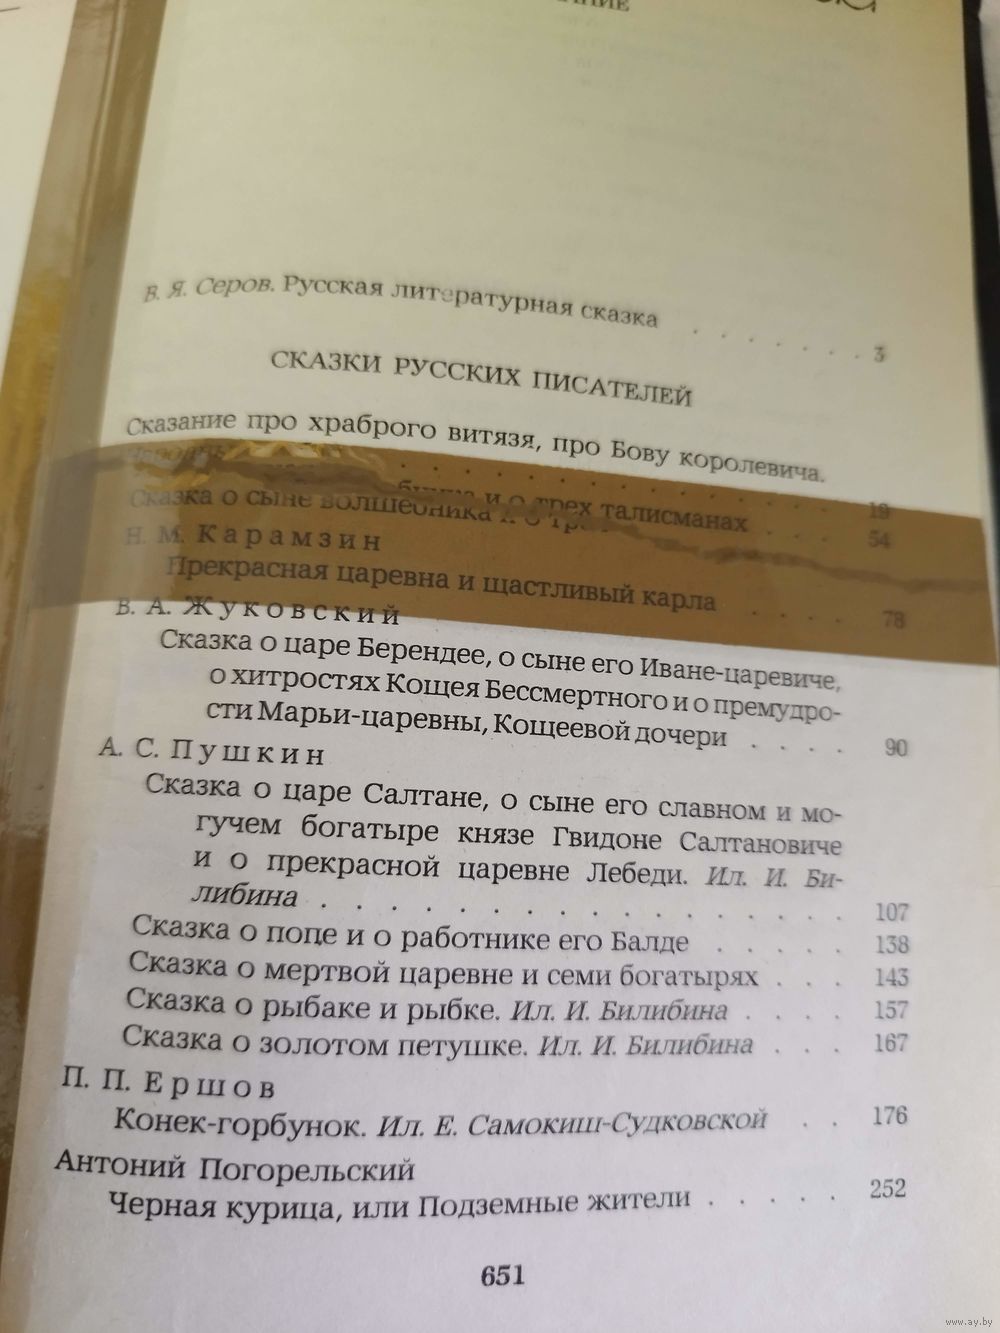 В. Я. Серов. Русская литературная сказка . . . . . . . 3
СКАЗКИ РУССКИХ ПИСАТЕЛЕЙ
Сказание про храброго витязя, про Бову королевича.
19
Сказка о сыне волшебника и о трех талисманах . . . 54
Н. М. Карамзин
Прекрасная царевна и щастливый карла . . . . 78
В. А. Жуковский
Сказка о царе Берендее, о сыне его Иване-царевиче,
о хитростях Кощея Бессмертного и о премудро-
сти Марьи-царевны, Кощеевой дочери . . . . 90
А. С. Пушкин
Сказка о царе Салтане, о сыне его славном и мо-
гучем богатыре князе Гвидоне Салтановиче
и о прекрасной царевне Лебеди. Ил. И. Би-
либина . . . . . . . . . . . . . . . 107
Сказка о попе и о работнике его Балде . . . . . 138
Сказка о мертвой царевне и семи богатырях . . . 143
Сказка о рыбаке и рыбке. Ил. И. Билибина . . . . 157
Сказка о золотом петушке. Ил. И. Билибина . . . 167
П. П. Ершов
Конек-горбунок. Ил. Е. Самокиш-Судковской . . 176
Антоний Погорельский
Черная курица, или Подземные жители . . . . . 252
651
www.ay.by